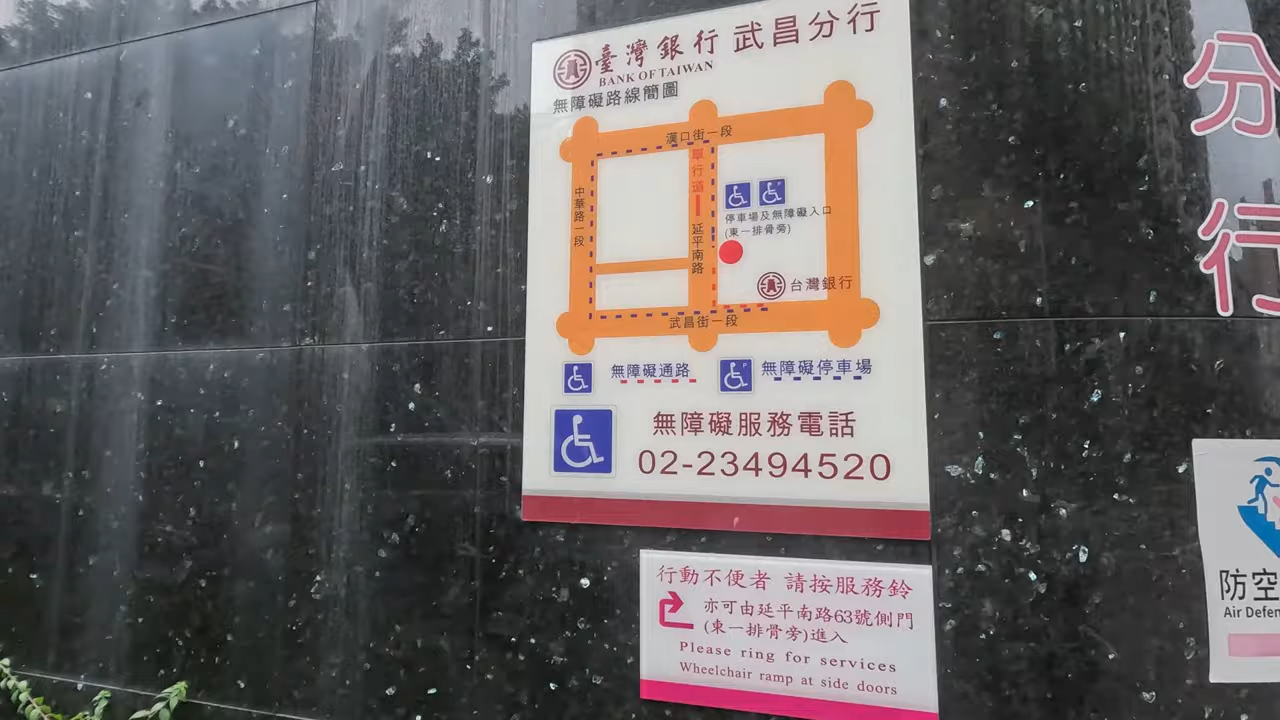 臺灣銀行 武昌分行
BANK OF TAIWAN
無障礙路線簡圖
漢口街一段
單行道
中華路一段
延平南路
停車場及無障礙入口
(東一排骨旁)
台灣銀行
武昌街一段
無障礙通路
無障礙停車場
無障礙服務電話
02-23494520
行動不便者 請按服務鈴
亦可由延平南路63號側門
(東一排骨旁)進入
Please ring for services
Wheelchair ramp at side doors
分行
防空
Air Defen